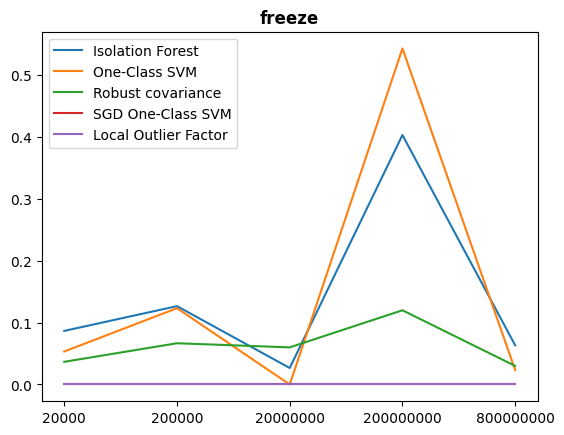 freeze
Isolation Forest
One-Class SVM
Robust covariance
SGD One-Class SVM
Local Outlier Factor
0.5
0.4
0.3
0.2
0.1
0.0
20000 200000 20000000 200000000 800000000